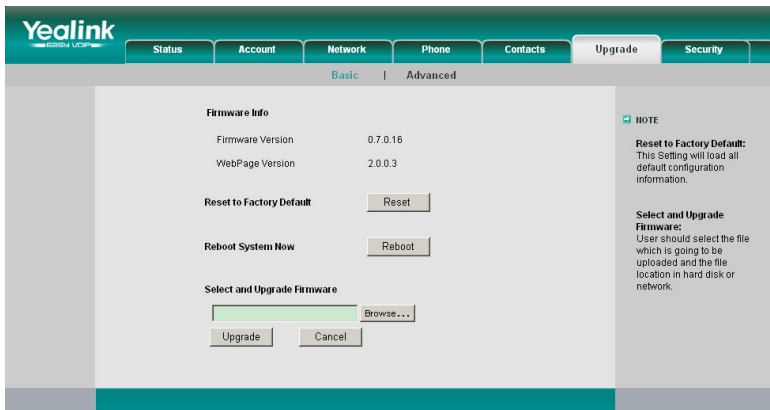 Yealink
EASY VOIP
Status Account Network Phone Contacts Upgrade Security
Basic | Advanced
Firmware Info
Firmware Version 0.7.0.16
WebPage Version 2.0.0.3
Reset to Factory Default Reset
Reboot System Now Reboot
Select and Upgrade Firmware
Browse...
Upgrade Cancel
NOTE
Reset to Factory Default:
This Setting will load all
default configuration
information.
Select and Upgrade
Firmware:
User should select the file
which is going to be
uploaded and the file
location in hard disk or
network.